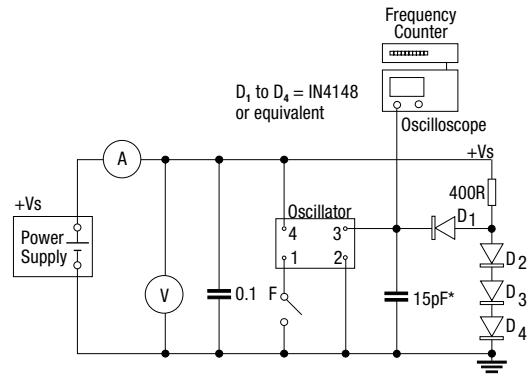 Frequency
Counter
D1 to D4 = IN4148
or equivalent
Oscilloscope
+Vs
A
400R
+Vs
Oscillator
D1
Power
Supply
4
3
1
2
D2
V
0.1
F
15pF*
D3
D4